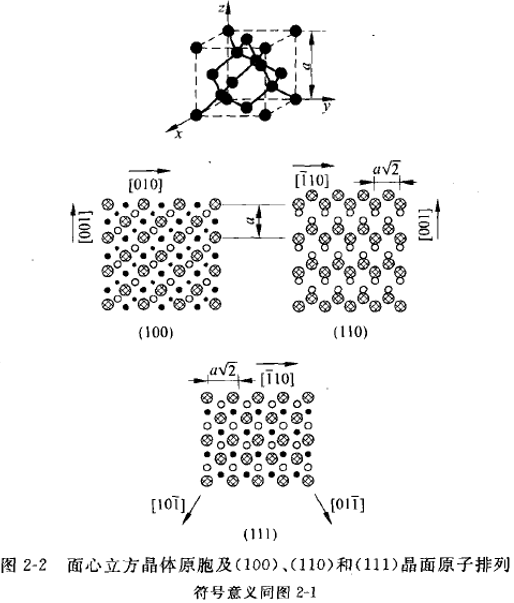 z
a
y
x
[010]
[001]
a
(100)
[1̄10]
a√2
[001]
(110)
a√2
[1̄10]
[101̄]
[011̄]
(111)
图 2-2 面心立方晶体原胞及(100)、(110)和(111)晶面原子排列
符号意义同图 2-1